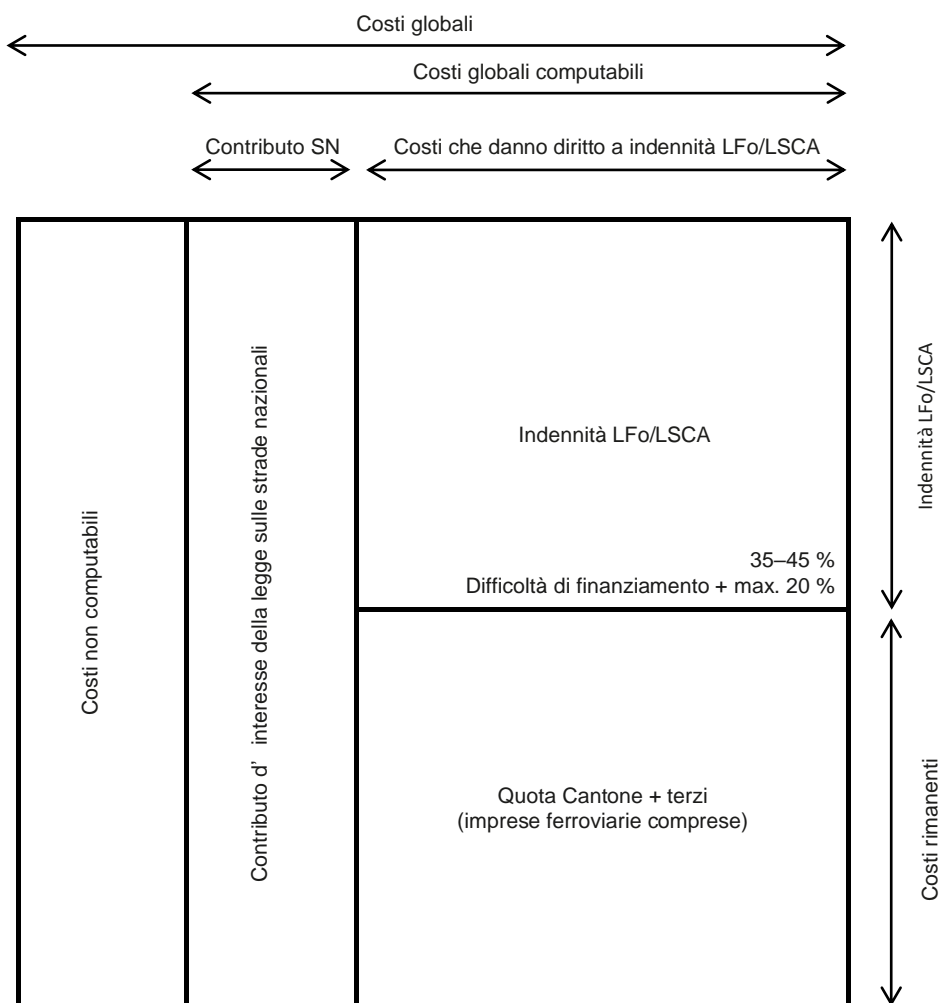 Costi globali
Costi globali computabili
Contributo SN
Costi che danno diritto a indennità LFo/LSCA
Costi non computabili
Contributo d' interesse della legge sulle strade nazionali
Indennità LFo/LSCA
35–45 %
Difficoltà di finanziamento + max. 20 %
Indennità LFo/LSCA
Quota Cantone + terzi
(imprese ferroviarie comprese)
Costi rimanenti